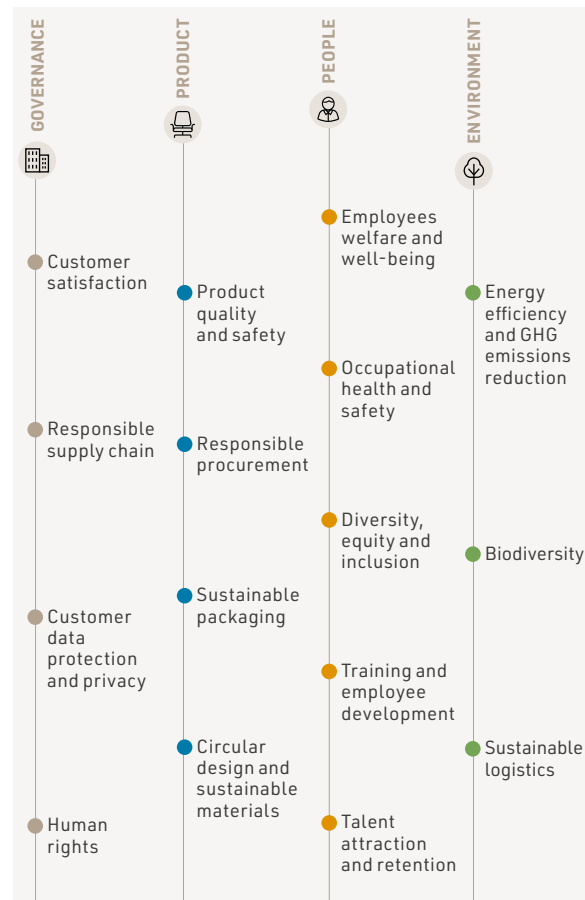 GOVERNANCE
Customer
satisfaction
Responsible
supply chain
Customer
data
protection
and privacy
Human
rights
PRODUCT
Product
quality
and safety
Responsible
procurement
Sustainable
packaging
Circular
design and
sustainable
materials
PEOPLE
Employees
welfare and
well-being
Occupational
health and
safety
Diversity,
equity and
inclusion
Training and
employee
development
Talent
attraction
and retention
ENVIRONMENT
Energy
efficiency
and GHG
emissions
reduction
Biodiversity
Sustainable
logistics